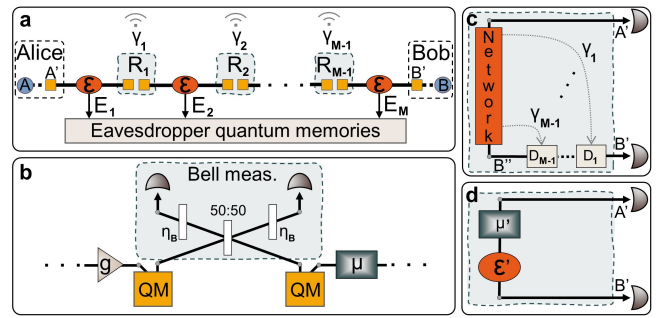 a
γ1 γ2 γM-1
Alice Bob
A A' ε R1 ε R2 RM-1 ε B' B
E1 E2 EM
Eavesdropper quantum memories
b
Bell meas.
50:50
ηB ηB
g QM QM μ
c
Network
A'
γ1
γM-1
B'
B'' DM-1 D1
d
μ' A'
ε'
B'